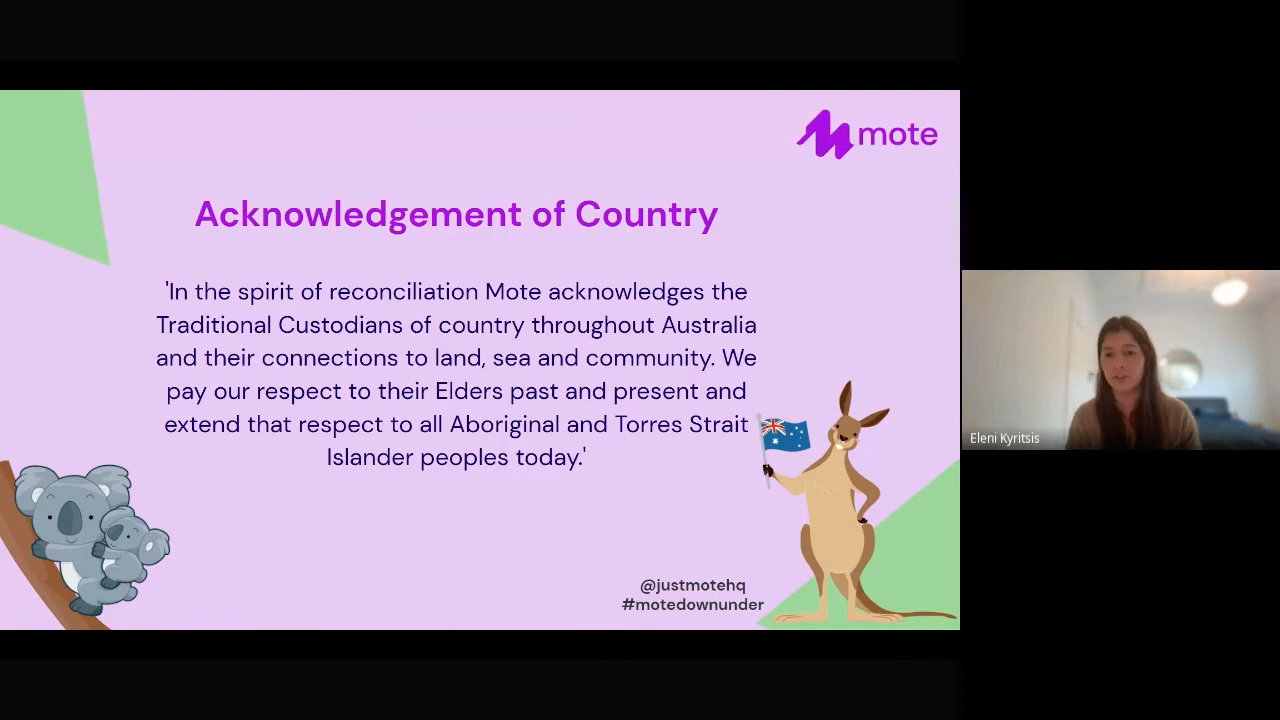 mote
Acknowledgement of Country
'In the spirit of reconciliation Mote acknowledges the
Traditional Custodians of country throughout Australia
and their connections to land, sea and community. We
pay our respect to their Elders past and present and
extend that respect to all Aboriginal and Torres Strait
Islander peoples today.'
@justmotehq
#motedownunder
Eleni Kyritsis